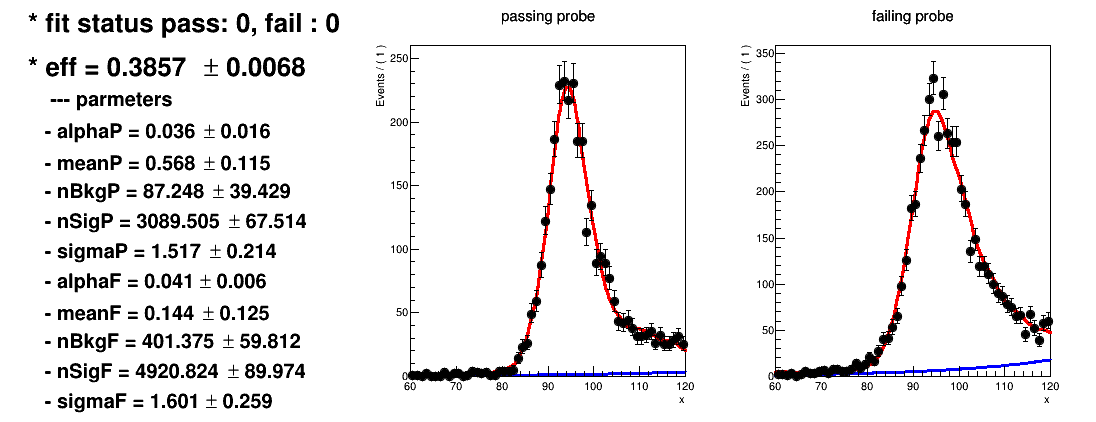 * fit status pass: 0, fail : 0
* eff = 0.3857 ± 0.0068
--- parmeters
- alphaP = 0.036 ± 0.016
- meanP = 0.568 ± 0.115
- nBkgP = 87.248 ± 39.429
- nSigP = 3089.505 ± 67.514
- sigmaP = 1.517 ± 0.214
- alphaF = 0.041 ± 0.006
- meanF = 0.144 ± 0.125
- nBkgF = 401.375 ± 59.812
- nSigF = 4920.824 ± 89.974
- sigmaF = 1.601 ± 0.259
passing probe
Events / ( 1 )
250
200
150
100
50
0
60 70 80 90 100 110 120
x
failing probe
Events / ( 1 )
350
300
250
200
150
100
50
0
60 70 80 90 100 110 120
x